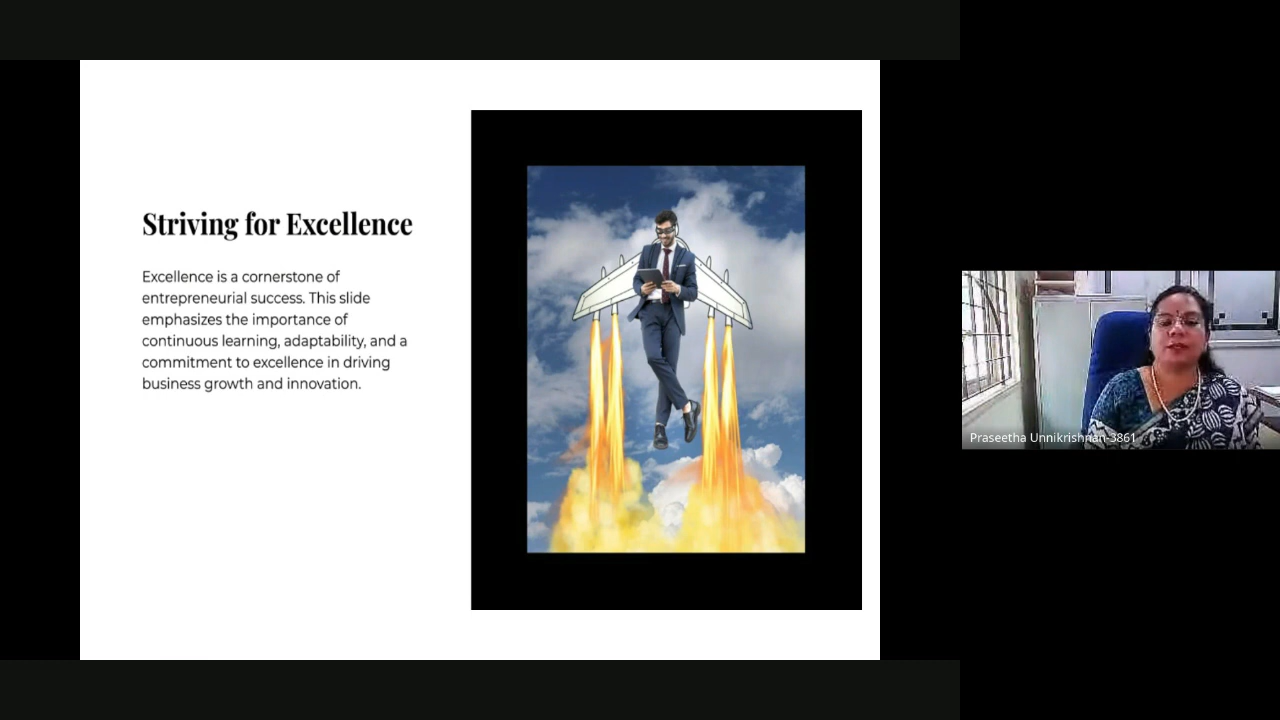 Striving for Excellence
Excellence is a cornerstone of
entrepreneurial success. This slide
emphasizes the importance of
continuous learning, adaptability, and a
commitment to excellence in driving
business growth and innovation.
Praseetha Unnikrishnan-3861